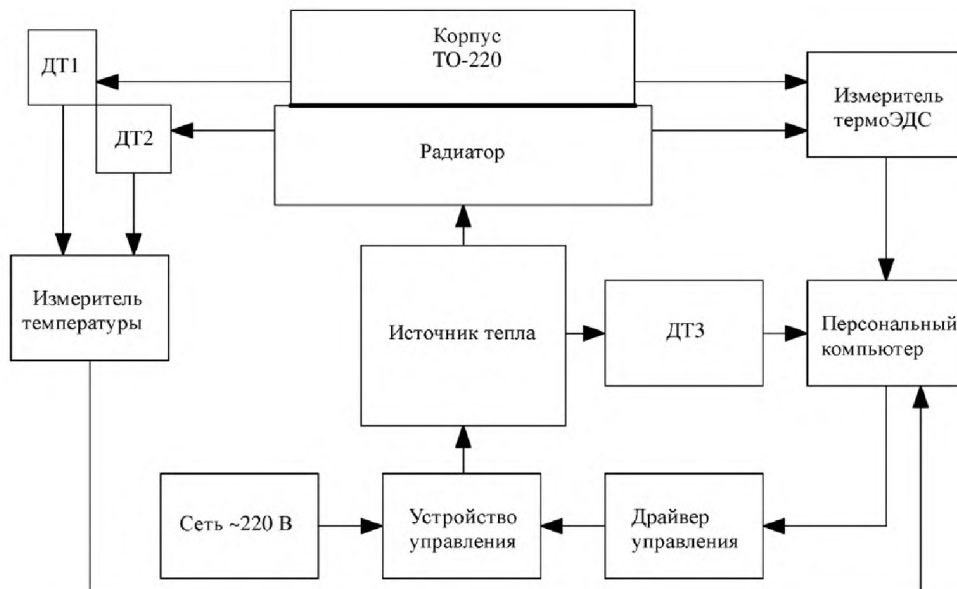 Корпус
ТО-220
ДТ1
ДТ2
Радиатор
Измеритель
термоЭДС
Измеритель
температуры
Источник тепла
ДТ3
Персональный
компьютер
Сеть ~220 В
Устройство
управления
Драйвер
управления